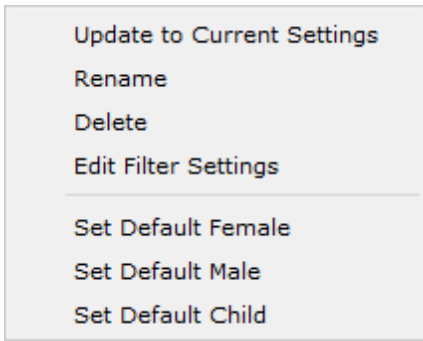 Update to Current Settings
Rename
Delete
Edit Filter Settings
Set Default Female
Set Default Male
Set Default Child